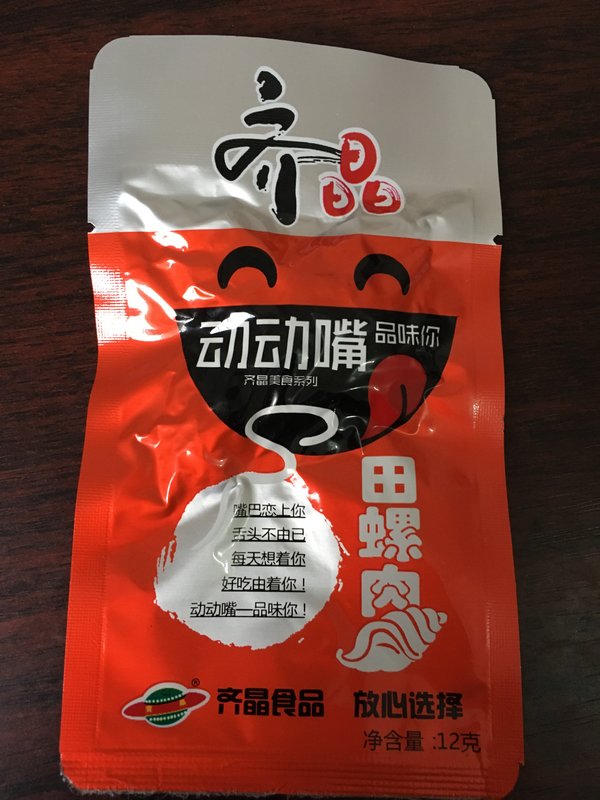 齐晶
动动嘴 品味你
齐晶美食系列
嘴巴恋上你
舌头不由已
每天想着你
好吃由着你！
动动嘴—品味你！
田螺肉
齐晶食品 放心选择
净含量:12克